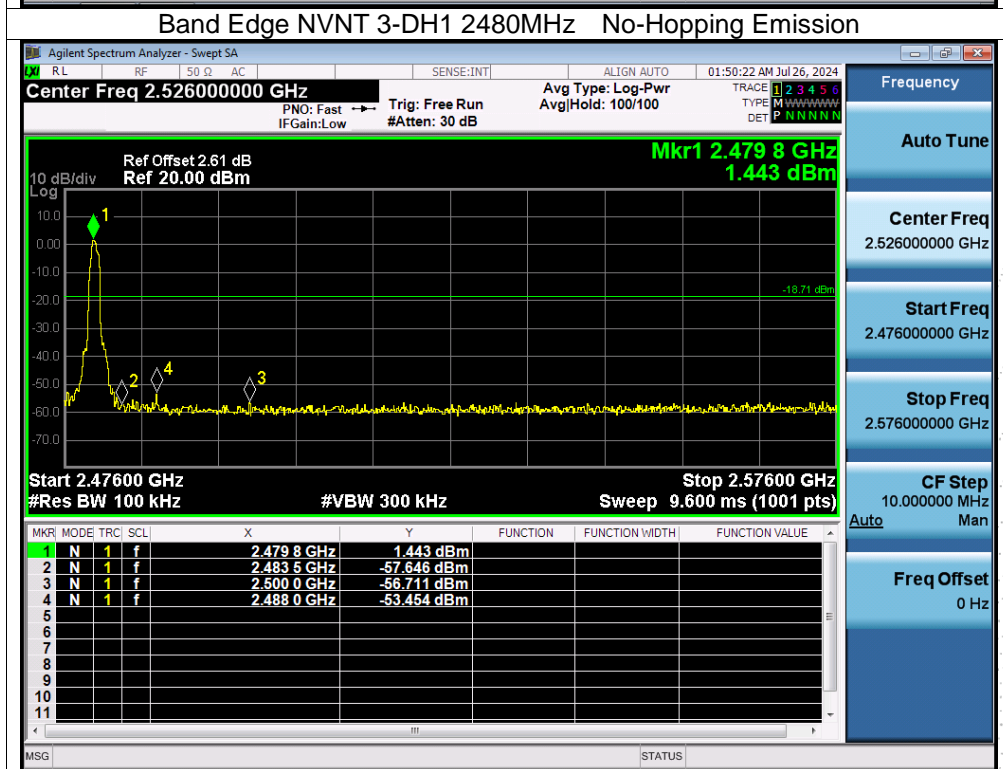 Band Edge NVNT 3-DH1 2480MHz No-Hopping Emission
Agilent Spectrum Analyzer - Swept SA
LXI RL RF 50 Ω AC SENSE:INT ALIGN AUTO 01:50:22 AM Jul 26, 2024
Center Freq 2.526000000 GHz
PNO: Fast
IFGain:Low
Trig: Free Run
#Atten: 30 dB
Avg Type: Log-Pwr
Avg|Hold: 100/100
TRACE 1 2 3 4 5 6
TYPE M WWWWW
DET P N N N N N
Frequency
Auto Tune
Center Freq
2.526000000 GHz
Start Freq
2.476000000 GHz
Stop Freq
2.576000000 GHz
CF Step
10.000000 MHz
Auto Man
Freq Offset
0 Hz
Mkr1 2.479 8 GHz
1.443 dBm
Ref Offset 2.61 dB
10 dB/div Ref 20.00 dBm
Log
10.0
0.00
-10.0
-20.0
-30.0
-40.0
-50.0
-60.0
-70.0
-18.71 dBm
1
2
4
3
Start 2.47600 GHz Stop 2.57600 GHz
#Res BW 100 kHz #VBW 300 kHz Sweep 9.600 ms (1001 pts)
MKR MODE TRC SCL X Y FUNCTION FUNCTION WIDTH FUNCTION VALUE
1 N 1 f 2.479 8 GHz 1.443 dBm
2 N 1 f 2.483 5 GHz -57.646 dBm
3 N 1 f 2.500 0 GHz -56.711 dBm
4 N 1 f 2.488 0 GHz -53.454 dBm
5
6
7
8
9
10
11
MSG STATUS